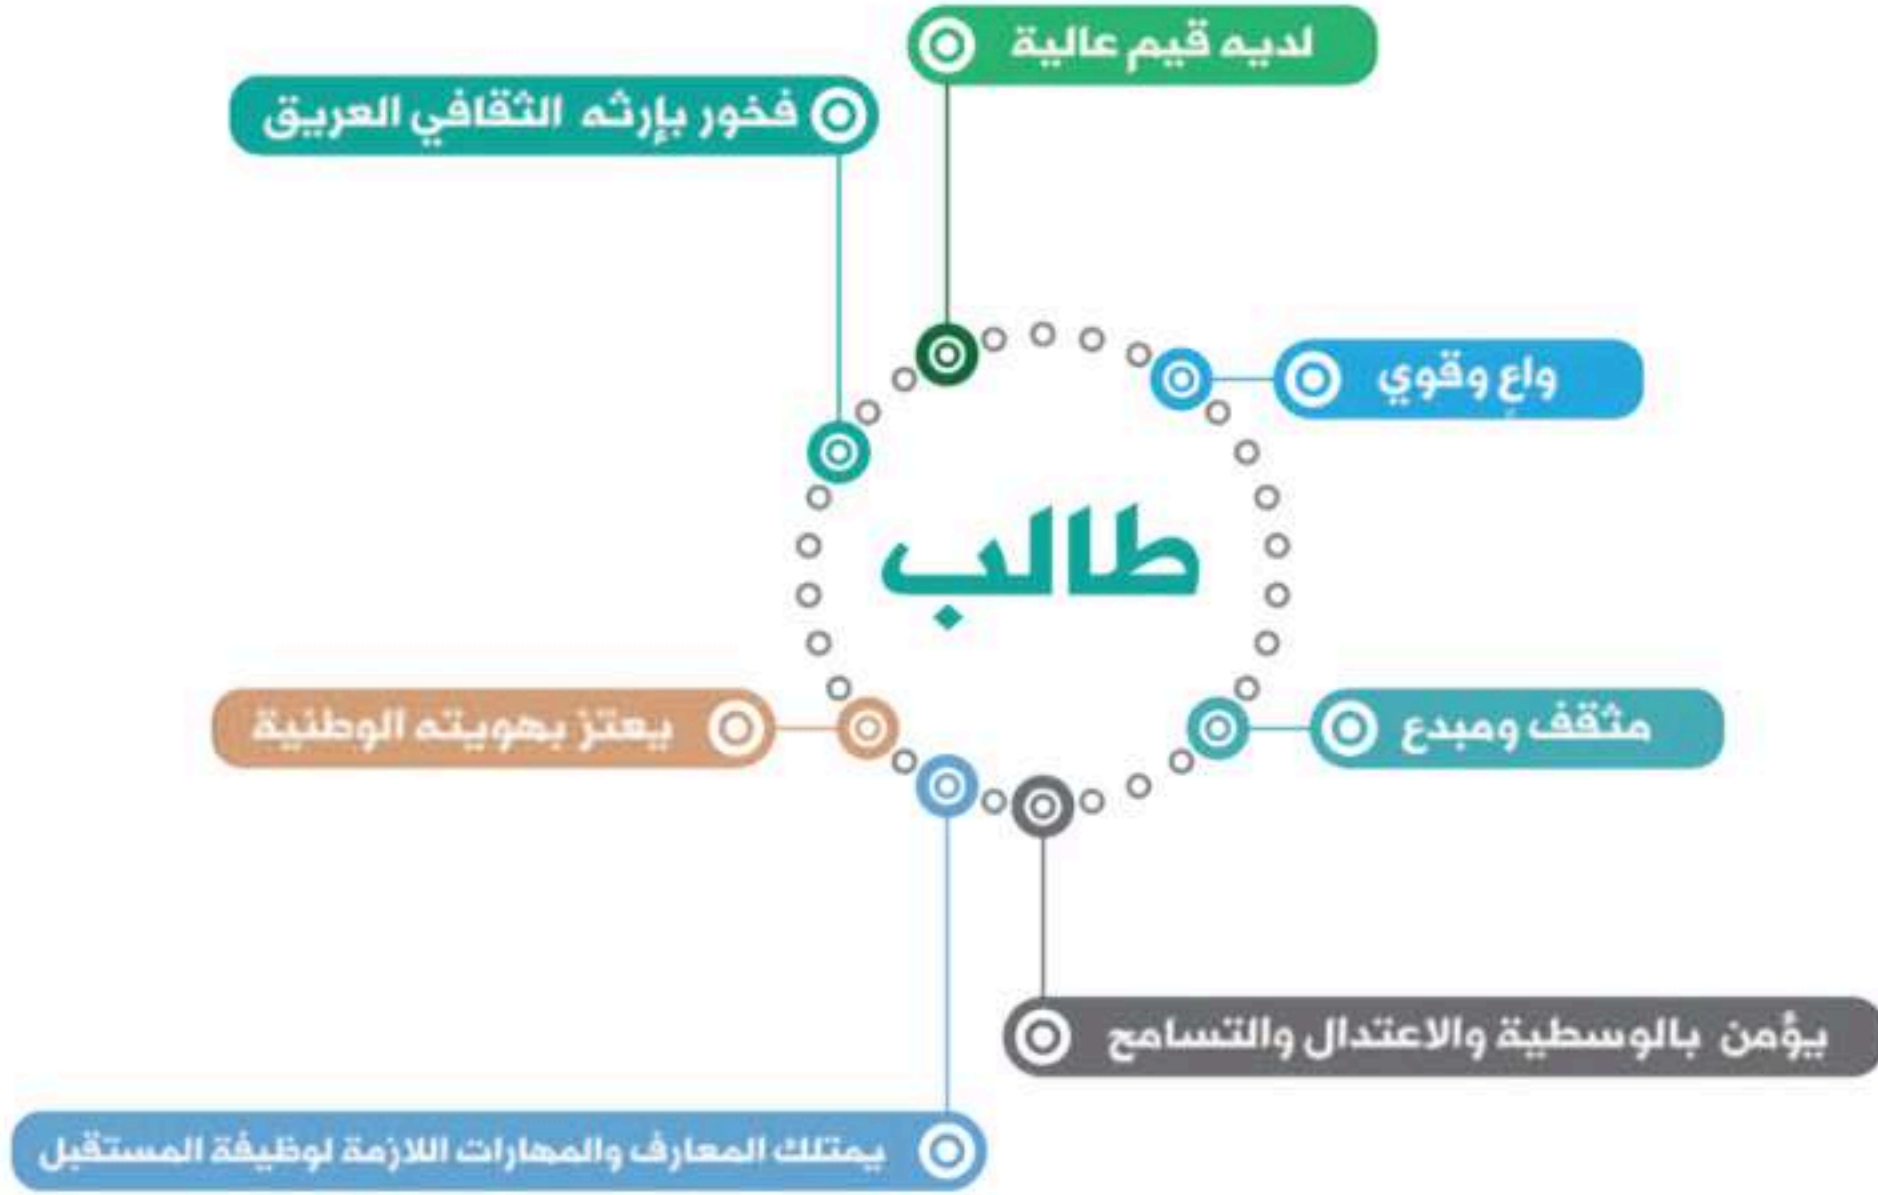 لديه قيم عالية
فخور بإرثه الثقافي العريق
واعٍ وقوي
طالب
مثقف ومبدع
يعتز بهويته الوطنية
يؤمن بالوسطية والاعتدال والتسامح
يمتلك المعارف والمهارات اللازمة لوظيفة المستقبل